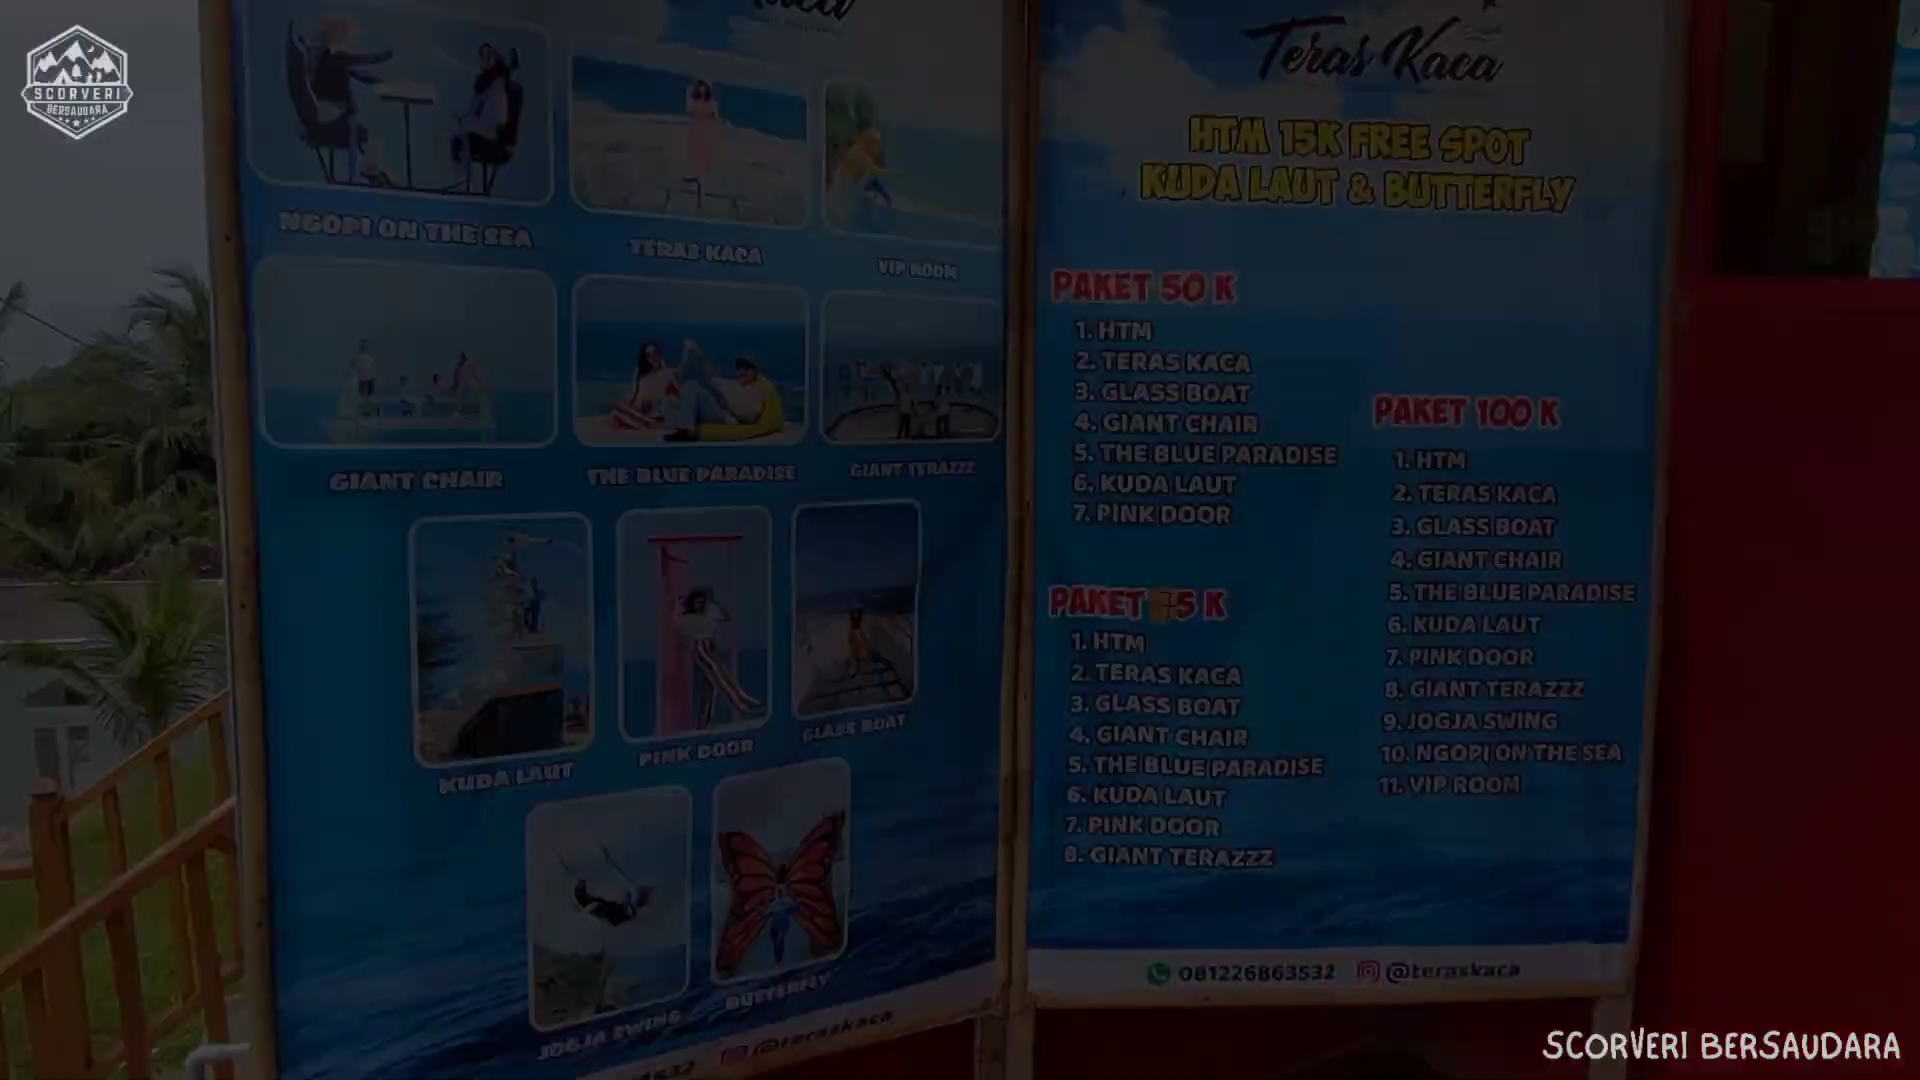 SCORVERI
BERSAUDARA
Kaca
NGOPI ON THE SEA
TERAS KACA
VIP ROOM
GIANT CHAIR
THE BLUE PARADISE
GIANT TERAZZZ
KUDA LAUT
PINK DOOR
GLASS BOAT
JOGJA SWING
BUTTERFLY
@teraskaca
Teras Kaca
HTM 15K FREE SPOT
KUDA LAUT & BUTTERFLY
PAKET 50 K
1. HTM
2. TERAS KACA
3. GLASS BOAT
4. GIANT CHAIR
5. THE BLUE PARADISE
6. KUDA LAUT
7. PINK DOOR
PAKET 75 K
1. HTM
2. TERAS KACA
3. GLASS BOAT
4. GIANT CHAIR
5. THE BLUE PARADISE
6. KUDA LAUT
7. PINK DOOR
8. GIANT TERAZZZ
PAKET 100 K
1. HTM
2. TERAS KACA
3. GLASS BOAT
4. GIANT CHAIR
5. THE BLUE PARADISE
6. KUDA LAUT
7. PINK DOOR
8. GIANT TERAZZZ
9. JOGJA SWING
10. NGOPI ON THE SEA
11. VIP ROOM
081226863532 @teraskaca
SCORVERI BERSAUDARA